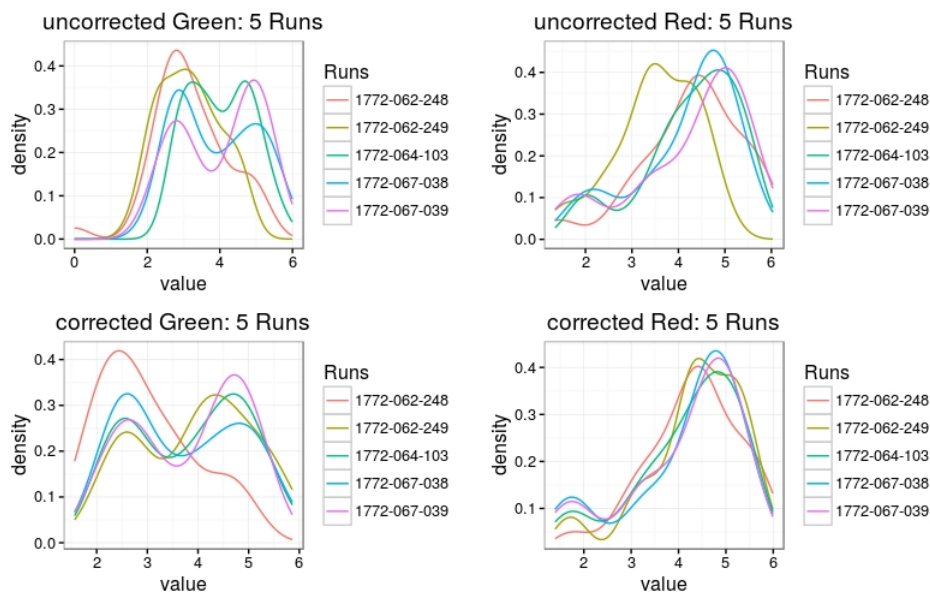 uncorrected Green: 5 Runs
density
0.4
0.3
0.2
0.1
0.0
0 2 4 6
value
Runs
1772-062-248
1772-062-249
1772-064-103
1772-067-038
1772-067-039
uncorrected Red: 5 Runs
density
0.4
0.3
0.2
0.1
0.0
2 3 4 5 6
value
Runs
1772-062-248
1772-062-249
1772-064-103
1772-067-038
1772-067-039
corrected Green: 5 Runs
density
0.4
0.3
0.2
0.1
0.0
2 3 4 5 6
value
Runs
1772-062-248
1772-062-249
1772-064-103
1772-067-038
1772-067-039
corrected Red: 5 Runs
density
0.4
0.3
0.2
0.1
2 3 4 5 6
value
Runs
1772-062-248
1772-062-249
1772-064-103
1772-067-038
1772-067-039